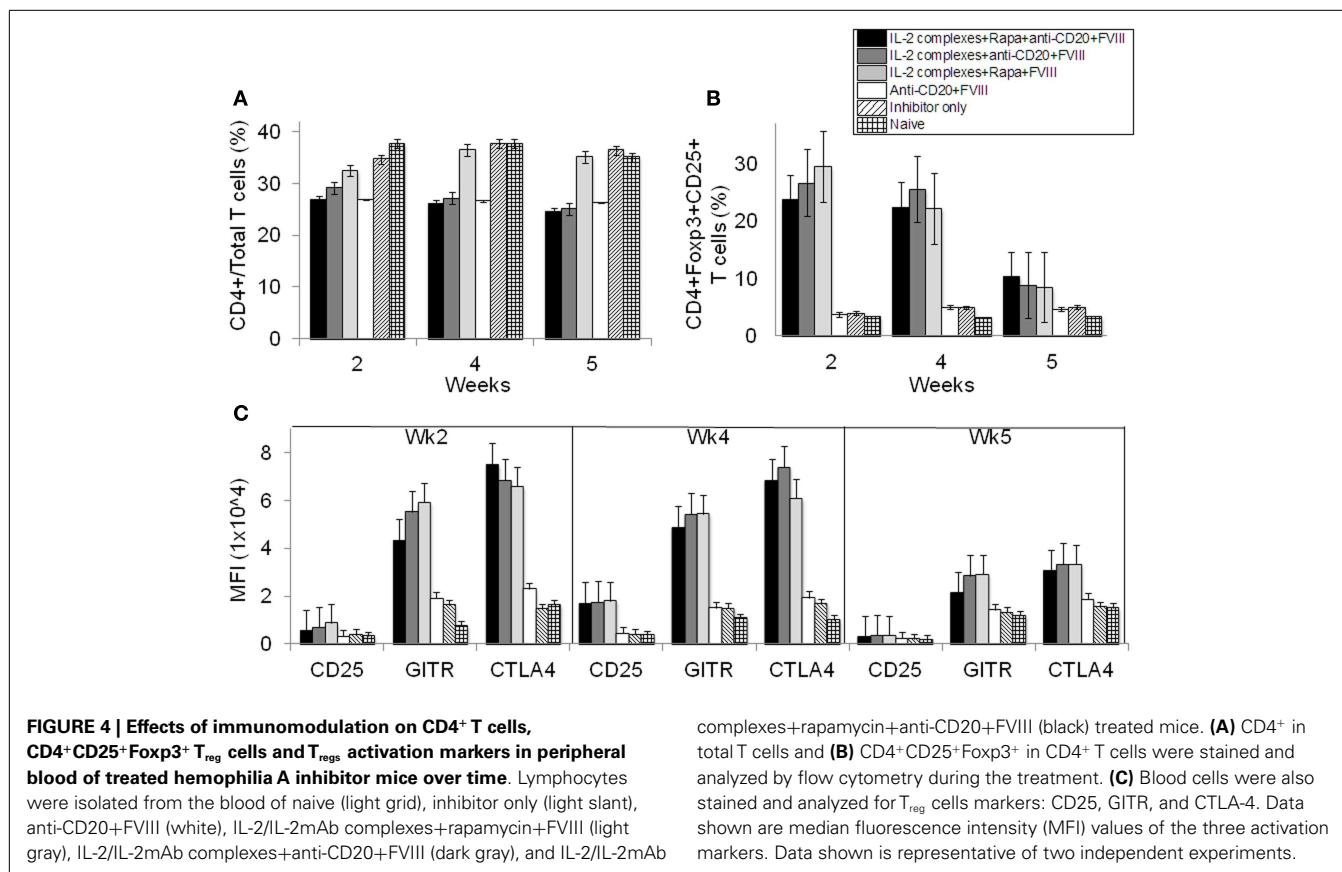 IL-2 complexes+Rapa+anti-CD20+FVIII
IL-2 complexes+anti-CD20+FVIII
IL-2 complexes+Rapa+FVIII
Anti-CD20+FVIII
Inhibitor only
Naive
A
CD4+/Total T cells (%)
40
30
20
10
0
2 4 5
Weeks
B
CD4+Foxp3+CD25+
T cells (%)
30
20
10
0
2 4 5
Weeks
C
Wk2 Wk4 Wk5
MFI (1x10^4)
8
6
4
2
0
CD25 GITR CTLA4 CD25 GITR CTLA4 CD25 GITR CTLA4
FIGURE 4 | Effects of immunomodulation on CD4+ T cells,
CD4+CD25+Foxp3+ Treg cells and Tregs activation markers in peripheral
blood of treated hemophilia A inhibitor mice over time. Lymphocytes
were isolated from the blood of naive (light grid), inhibitor only (light slant),
anti-CD20+FVIII (white), IL-2/IL-2mAb complexes+rapamycin+FVIII (light
gray), IL-2/IL-2mAb complexes+anti-CD20+FVIII (dark gray), and IL-2/IL-2mAb
complexes+rapamycin+anti-CD20+FVIII (black) treated mice. (A) CD4+ in
total T cells and (B) CD4+CD25+Foxp3+ in CD4+ T cells were stained and
analyzed by flow cytometry during the treatment. (C) Blood cells were also
stained and analyzed for Treg cells markers: CD25, GITR, and CTLA-4. Data
shown are median fluorescence intensity (MFI) values of the three activation
markers. Data shown is representative of two independent experiments.